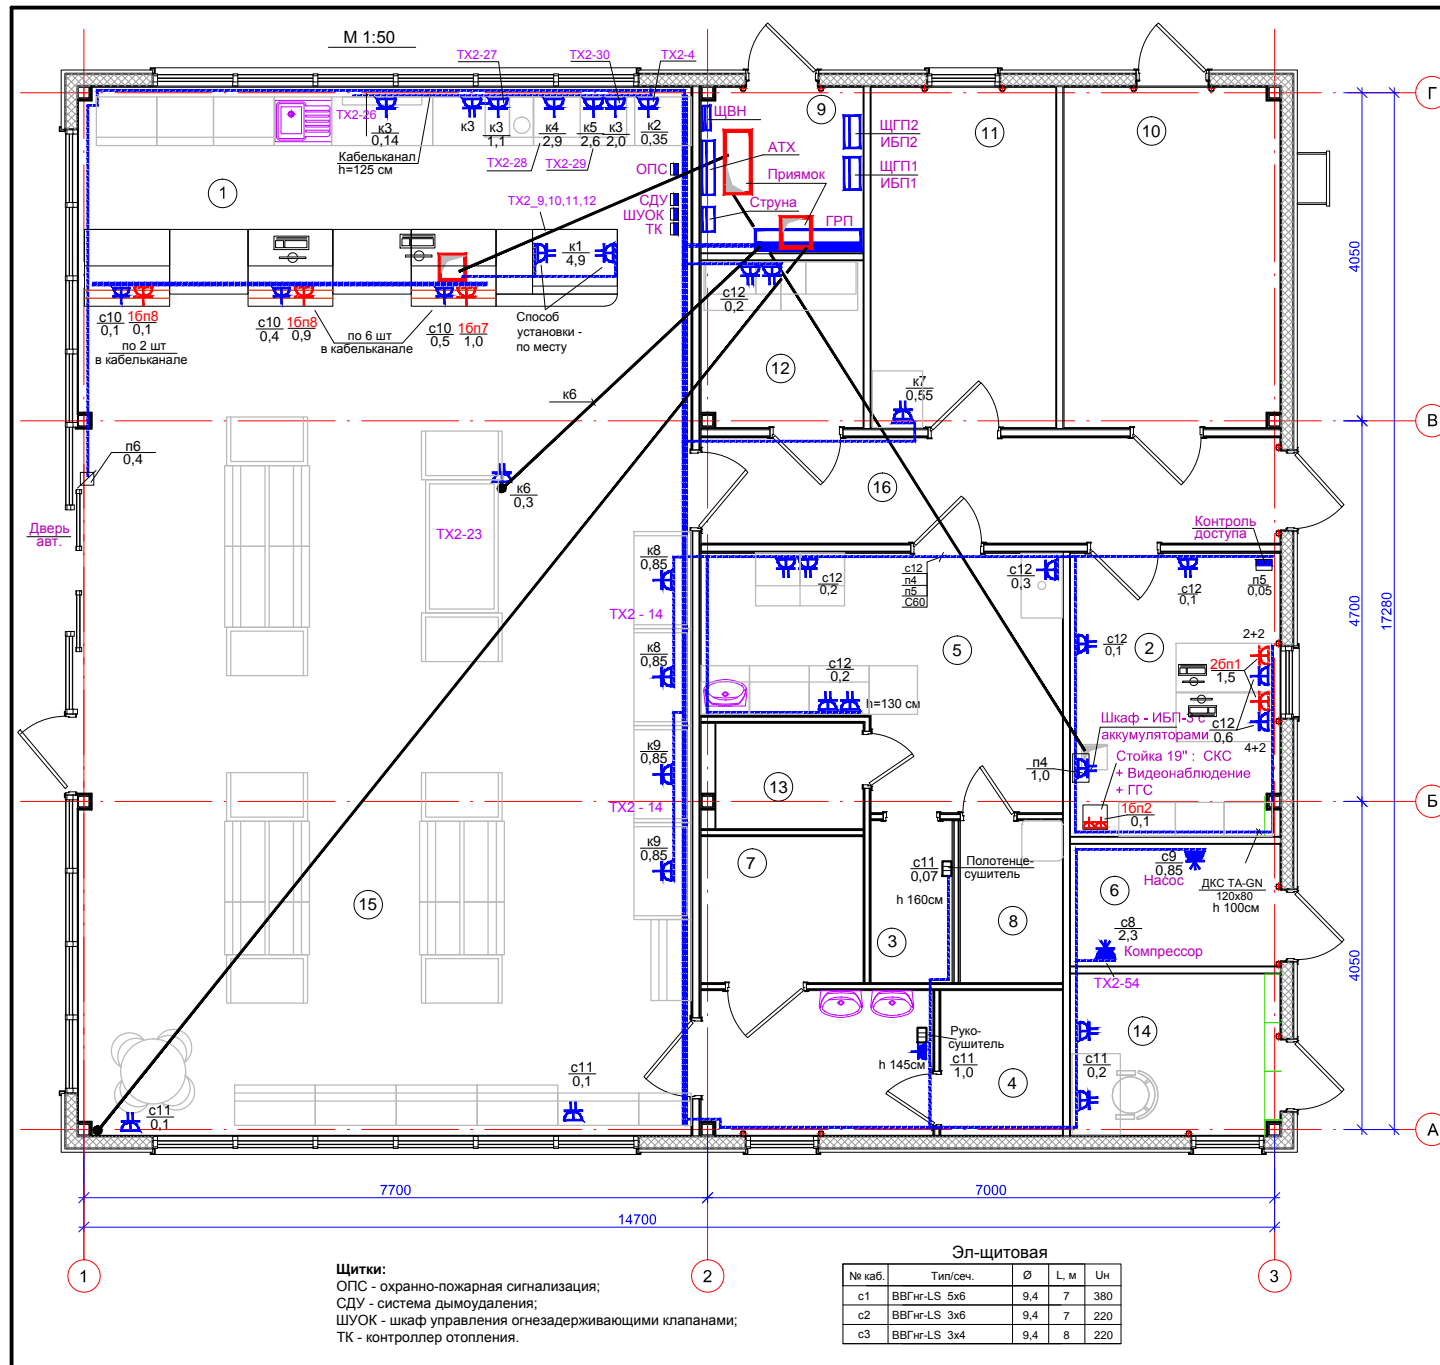 М 1:50
ТХ2-27
ТХ2-30
ТХ2-4
ТХ2-26
к3
0,14
к3
к3
1,1
к4
2,9
к5
2,6
к3
2,0
к2
0,35
ТХ2-28
ТХ2-29
Кабельканал
h=125 см
1
ОПС
СДУ
ШУОК
ТК
ТХ2_9,10,11,12
к1
4,9
ЩВН
АТХ
Приямок
Струна
ГРП
9
ЩГП2
ИБП2
ЩГП1
ИБП1
11
10
Г
4050
с10
0,1
1бп8
0,1
по 2 шт
в кабельканале
с10
0,4
1бп8
0,9
по 6 шт
в кабельканале
с10
0,5
1бп7
1,0
Способ
установки -
по месту
с12
0,2
12
к7
0,55
к6
В
п6
0,4
к6
0,3
16
Дверь
авт.
ТХ2-23
Контроль
доступа
п5
0,05
к8
0,85
ТХ2 - 14
к8
0,85
с12
0,2
с12
п4
п5
С60
с12
0,3
с12
0,1
4700
17280
5
с12
0,1
2
2+2
2бп1
1,5
с12
0,6
4+2
с12
0,2
h=130 см
Шкаф - ИБП-3 с
аккумуляторами
Стойка 19" : СКС
+ Видеонаблюдение
+ ГГС
п4
1,0
1бп2
0,1
к9
0,85
ТХ2 - 14
к9
0,85
13
Б
7
с11
0,07
Полотенце-
сушитель
h 160см
3
8
с9
0,85
Насос
6
ДКС TA-GN
120х80
h 100см
с8
2,3
Компрессор
ТХ2-54
15
4050
14
Руко-
сушитель
h 145см
с11
1,0
4
с11
0,2
с11
0,1
с11
0,1
А
7700
7000
14700
1
2
3
Щитки:
ОПС - охранно-пожарная сигнализация;
СДУ - система дымоудаления;
ШУОК - шкаф управления огнезадерживающими клапанами;
ТК - контроллер отопления.
Эл-щитовая
№ каб. Тип/сеч. Ø L, м Uн
с1 ВВГнг-LS 5х6 9,4 7 380
с2 ВВГнг-LS 3х6 9,4 7 220
с3 ВВГнг-LS 3х4 9,4 8 220